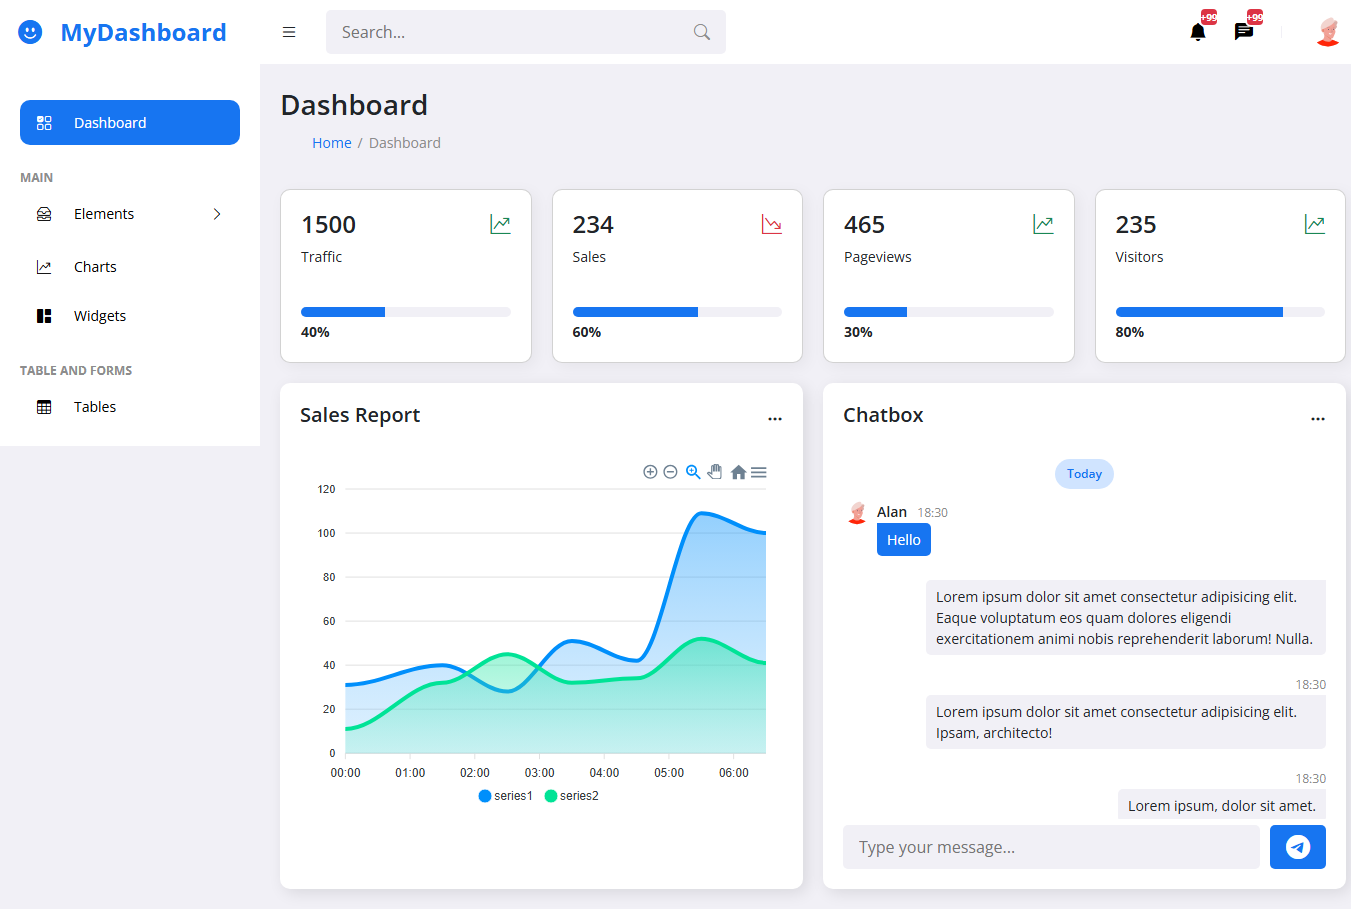 MyDashboard
Search...
+99
+99
Dashboard
MAIN
Elements
Charts
Widgets
TABLE AND FORMS
Tables
Dashboard
Home / Dashboard
1500
Traffic
40%
234
Sales
60%
465
Pageviews
30%
235
Visitors
80%
Sales Report
...
120
100
80
60
40
20
0
00:00 01:00 02:00 03:00 04:00 05:00 06:00
series1 series2
Chatbox
...
Today
Alan 18:30
Hello
Lorem ipsum dolor sit amet consectetur adipisicing elit.
Eaque voluptatum eos quam dolores eligendi
exercitationem animi nobis reprehenderit laborum! Nulla.
18:30
Lorem ipsum dolor sit amet consectetur adipisicing elit.
Ipsam, architecto!
18:30
Lorem ipsum, dolor sit amet.
Type your message...